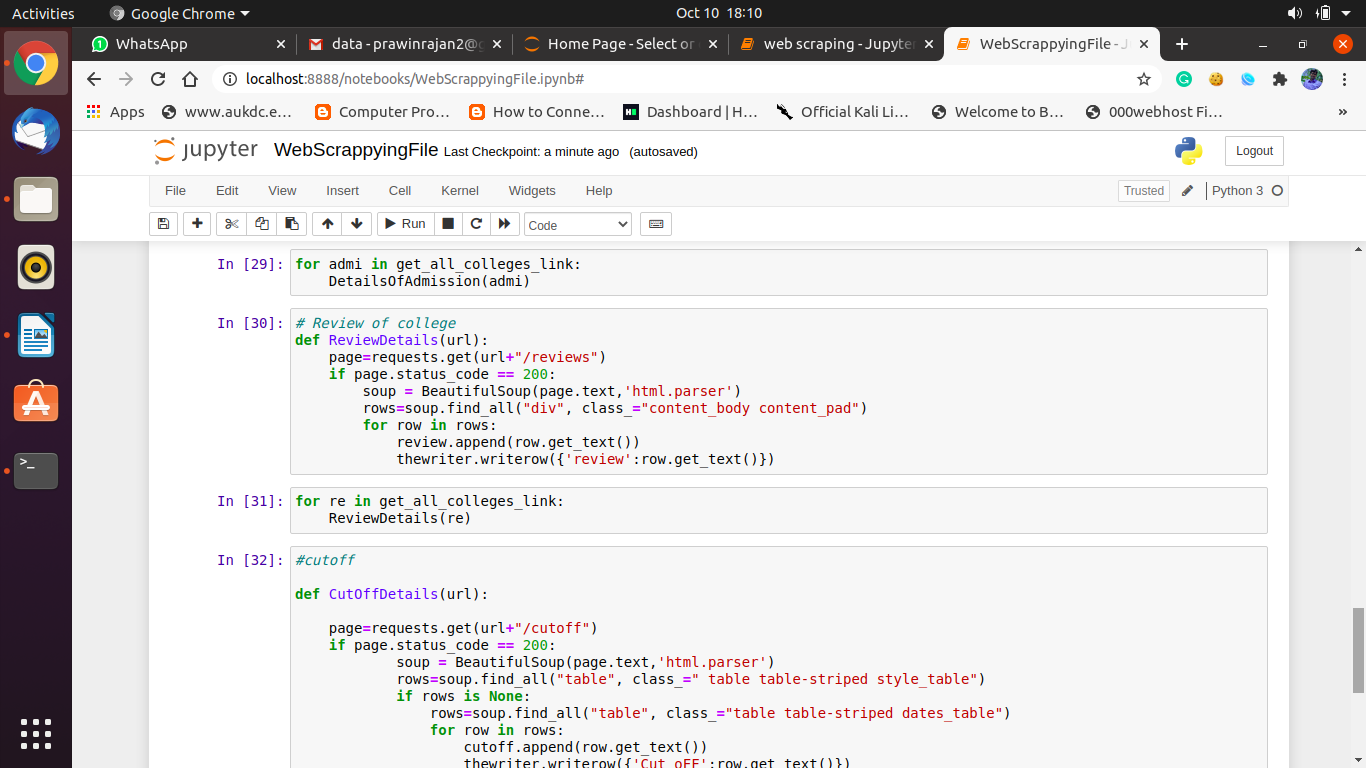 Activities Google Chrome Oct 10 18:10
WhatsApp data - prawinrajan2@g Home Page - Select or web scraping - Jupyter WebScrappyingFile - J
localhost:8888/notebooks/WebScrappyingFile.ipynb#
Apps www.aukdc.e... Computer Pro... How to Conne... Dashboard | H... Official Kali Li... Welcome to B... 000webhost Fi... »
jupyter WebScrappyingFile Last Checkpoint: a minute ago (autosaved) Logout
File Edit View Insert Cell Kernel Widgets Help Trusted Python 3
Run Code
In [29]: for admi in get_all_colleges_link:
DetailsOfAdmission(admi)
In [30]: # Review of college
def ReviewDetails(url):
page=requests.get(url+"/reviews")
if page.status_code == 200:
soup = BeautifulSoup(page.text,'html.parser')
rows=soup.find_all("div", class_="content_body content_pad")
for row in rows:
review.append(row.get_text())
thewriter.writerow({'review':row.get_text()})
In [31]: for re in get_all_colleges_link:
ReviewDetails(re)
In [32]: #cutoff
def CutOffDetails(url):
page=requests.get(url+"/cutoff")
if page.status_code == 200:
soup = BeautifulSoup(page.text,'html.parser')
rows=soup.find_all("table", class_=" table table-striped style_table")
if rows is None:
rows=soup.find_all("table", class_="table table-striped dates_table")
for row in rows:
cutoff.append(row.get_text())
thewriter.writerow({'Cut oFF':row.get_text()})